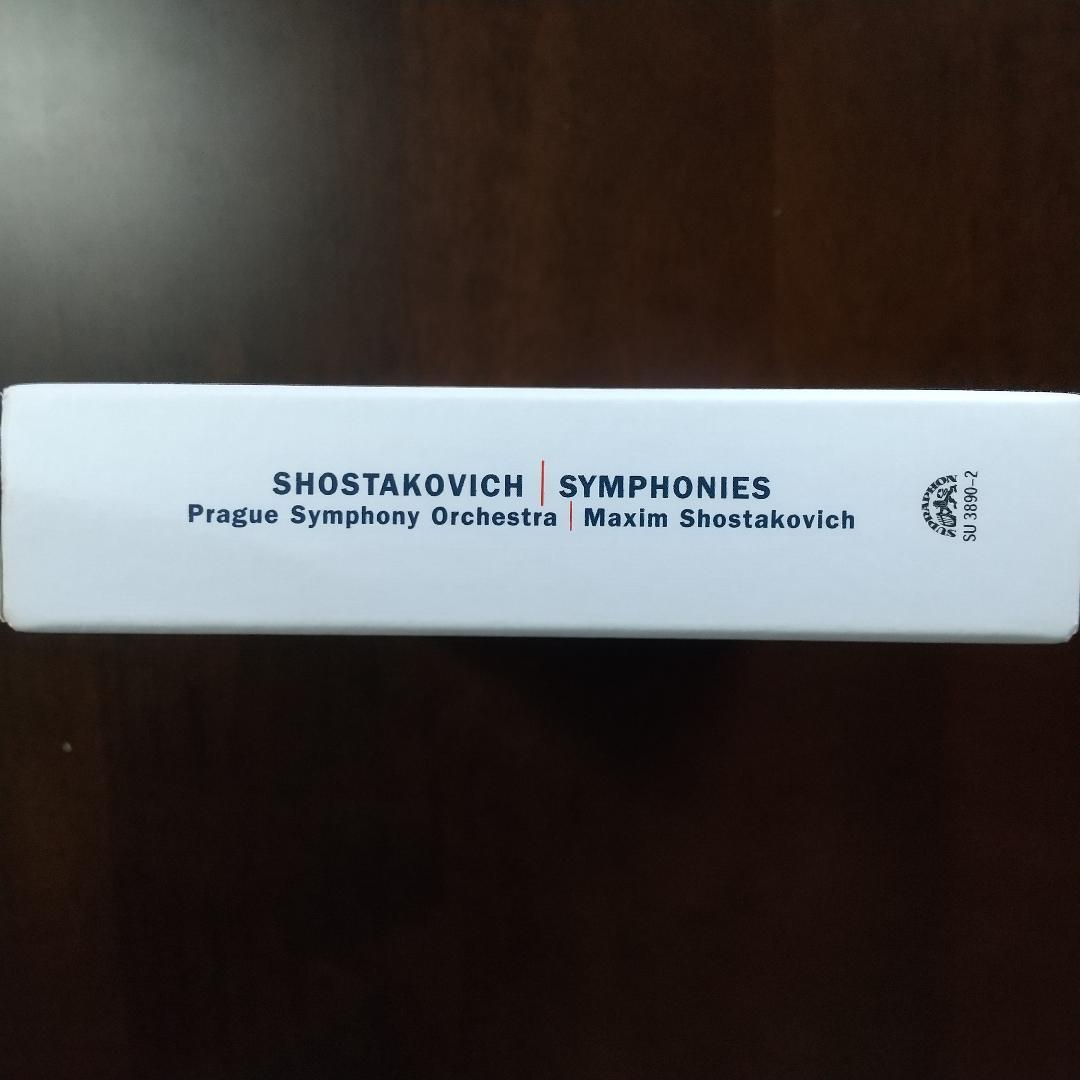 SHOSTAKOVICH | SYMPHONIES
Prague Symphony Orchestra | Maxim Shostakovich
SUPRAPHON
SU 3890-2